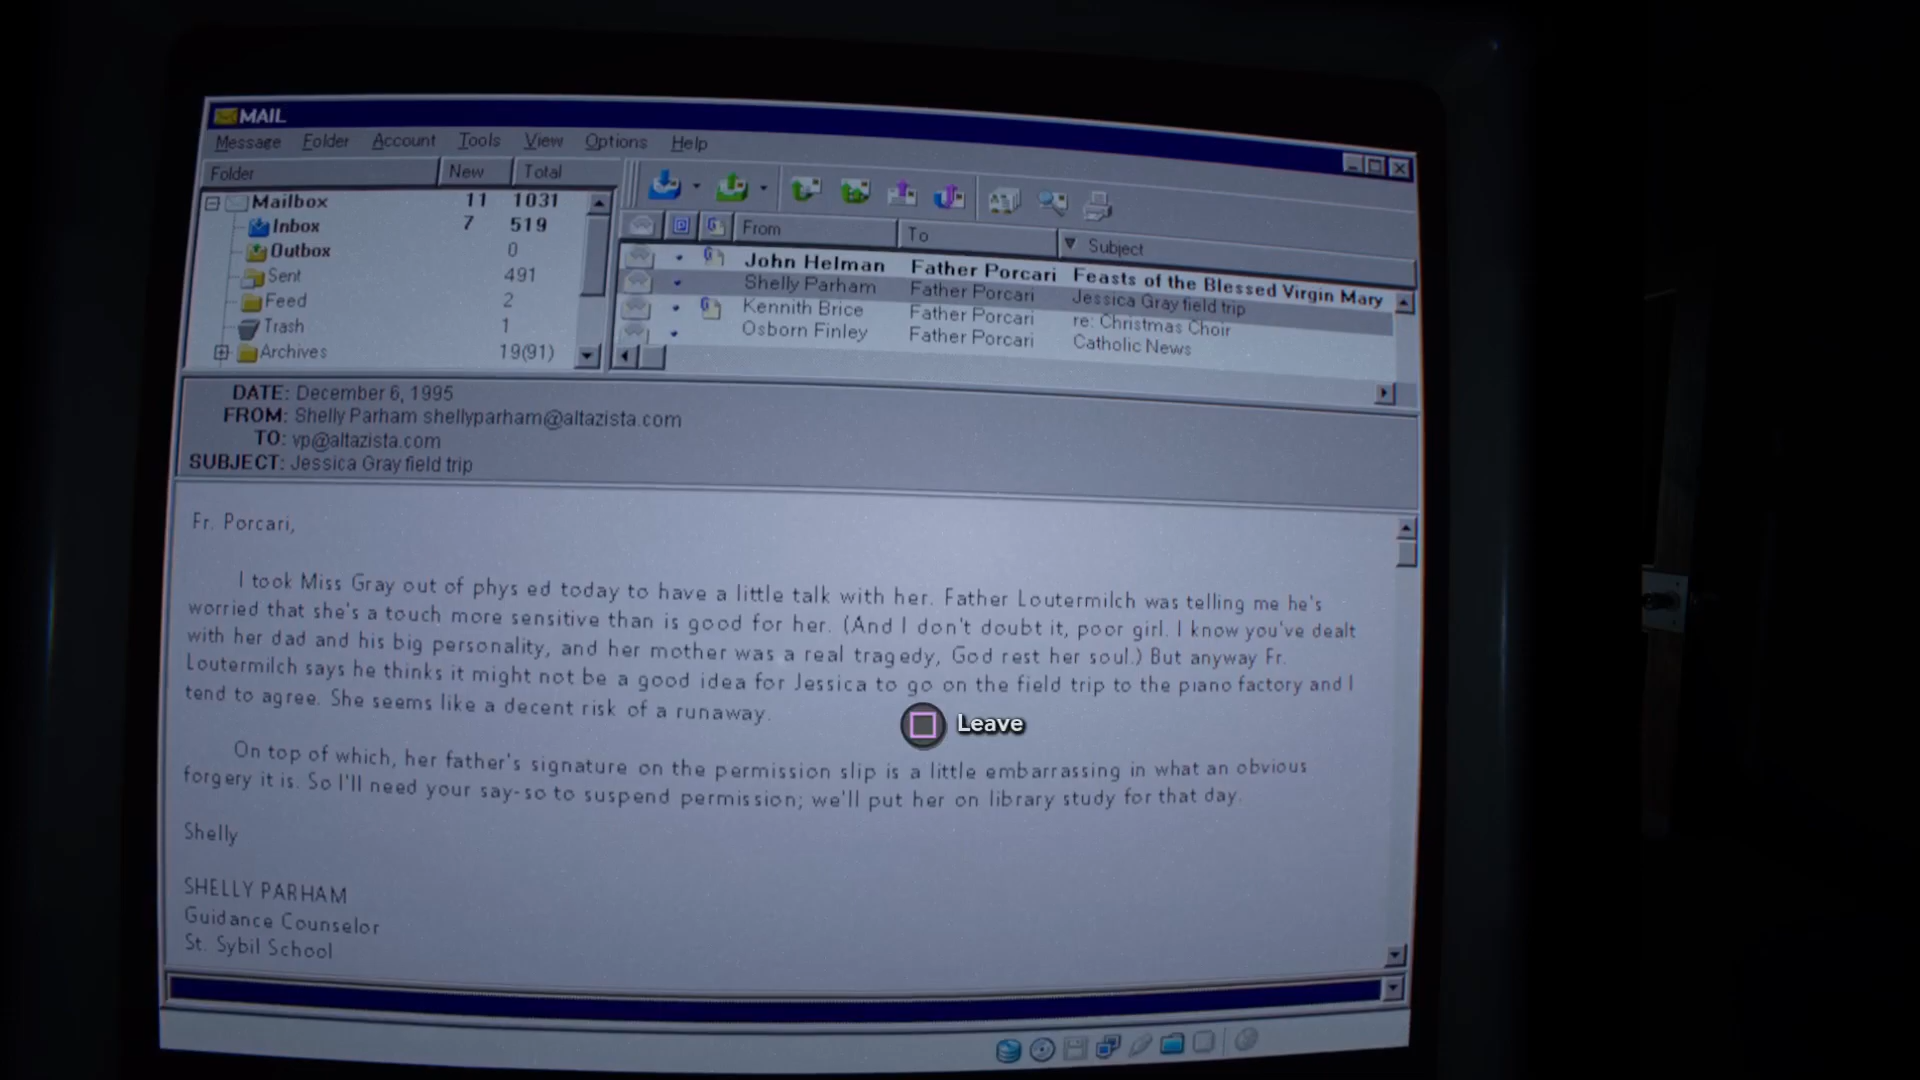 MAIL
Message Folder Account Tools View Options Help
Folder New Total
Mailbox 11 1031
Inbox 7 519
Outbox 0
Sent 491
Feed 2
Trash 1
Archives 19(91)
From To Subject
John Helman Father Porcari Feasts of the Blessed Virgin Mary
Shelly Parham Father Porcari Jessica Gray field trip
Kennith Brice Father Porcari re: Christmas Choir
Osborn Finley Father Porcari Catholic News
DATE: December 6, 1995
FROM: Shelly Parham shellyparham@altazista.com
TO: vp@altazista.com
SUBJECT: Jessica Gray field trip
Fr. Porcari,
I took Miss Gray out of phys ed today to have a little talk with her. Father Loutermilch was telling me he's
worried that she's a touch more sensitive than is good for her. (And I don't doubt it, poor girl. I know you've dealt
with her dad and his big personality, and her mother was a real tragedy, God rest her soul.) But anyway Fr.
Loutermilch says he thinks it might not be a good idea for Jessica to go on the field trip to the piano factory and I
tend to agree. She seems like a decent risk of a runaway.
Leave
On top of which, her father's signature on the permission slip is a little embarrassing in what an obvious
forgery it is. So I'll need your say-so to suspend permission; we'll put her on library study for that day.
Shelly
SHELLY PARHAM
Guidance Counselor
St. Sybil School